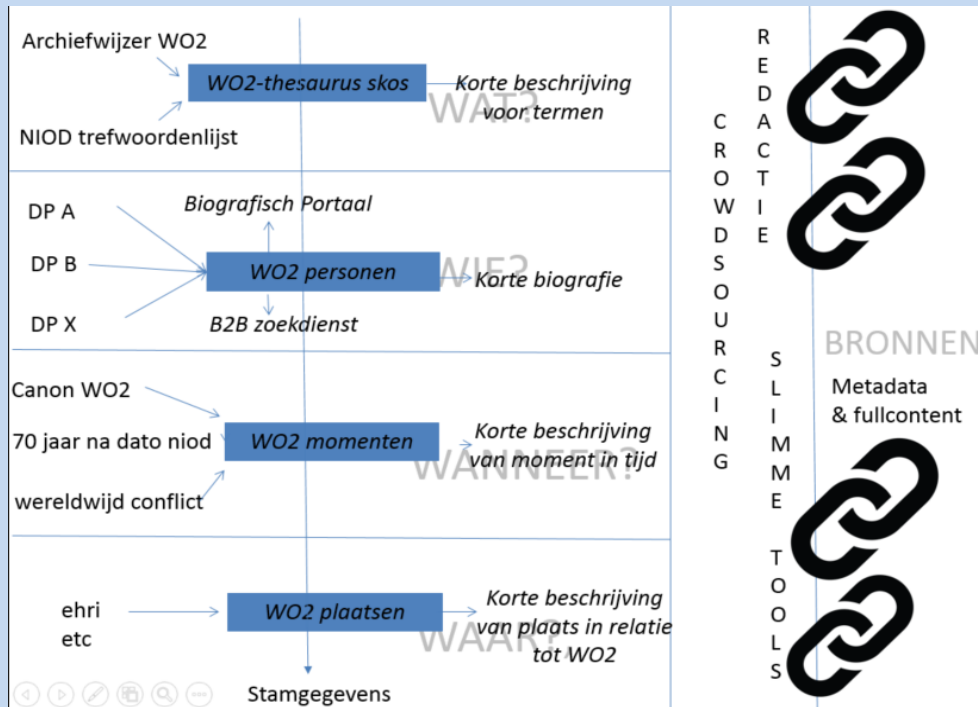 Archiefwijzer WO2
WO2-thesaurus skos
Korte beschrijving
voor termen
WAT?
NIOD trefwoordenlijst
DP A
DP B
DP X
Biografisch Portaal
WO2 personen
WIE?
Korte biografie
B2B zoekdienst
Canon WO2
70 jaar na dato niod
wereldwijd conflict
WO2 momenten
Korte beschrijving
van moment in tijd
WANNEER?
ehri
etc
WO2 plaatsen
Korte beschrijving
van plaats in relatie
tot WO2
WAAR?,
Stamgegevens
CROWDSOURCING
REDACTIE
SLIMME TOOLS
BRONNEN
Metadata
& fullcontent